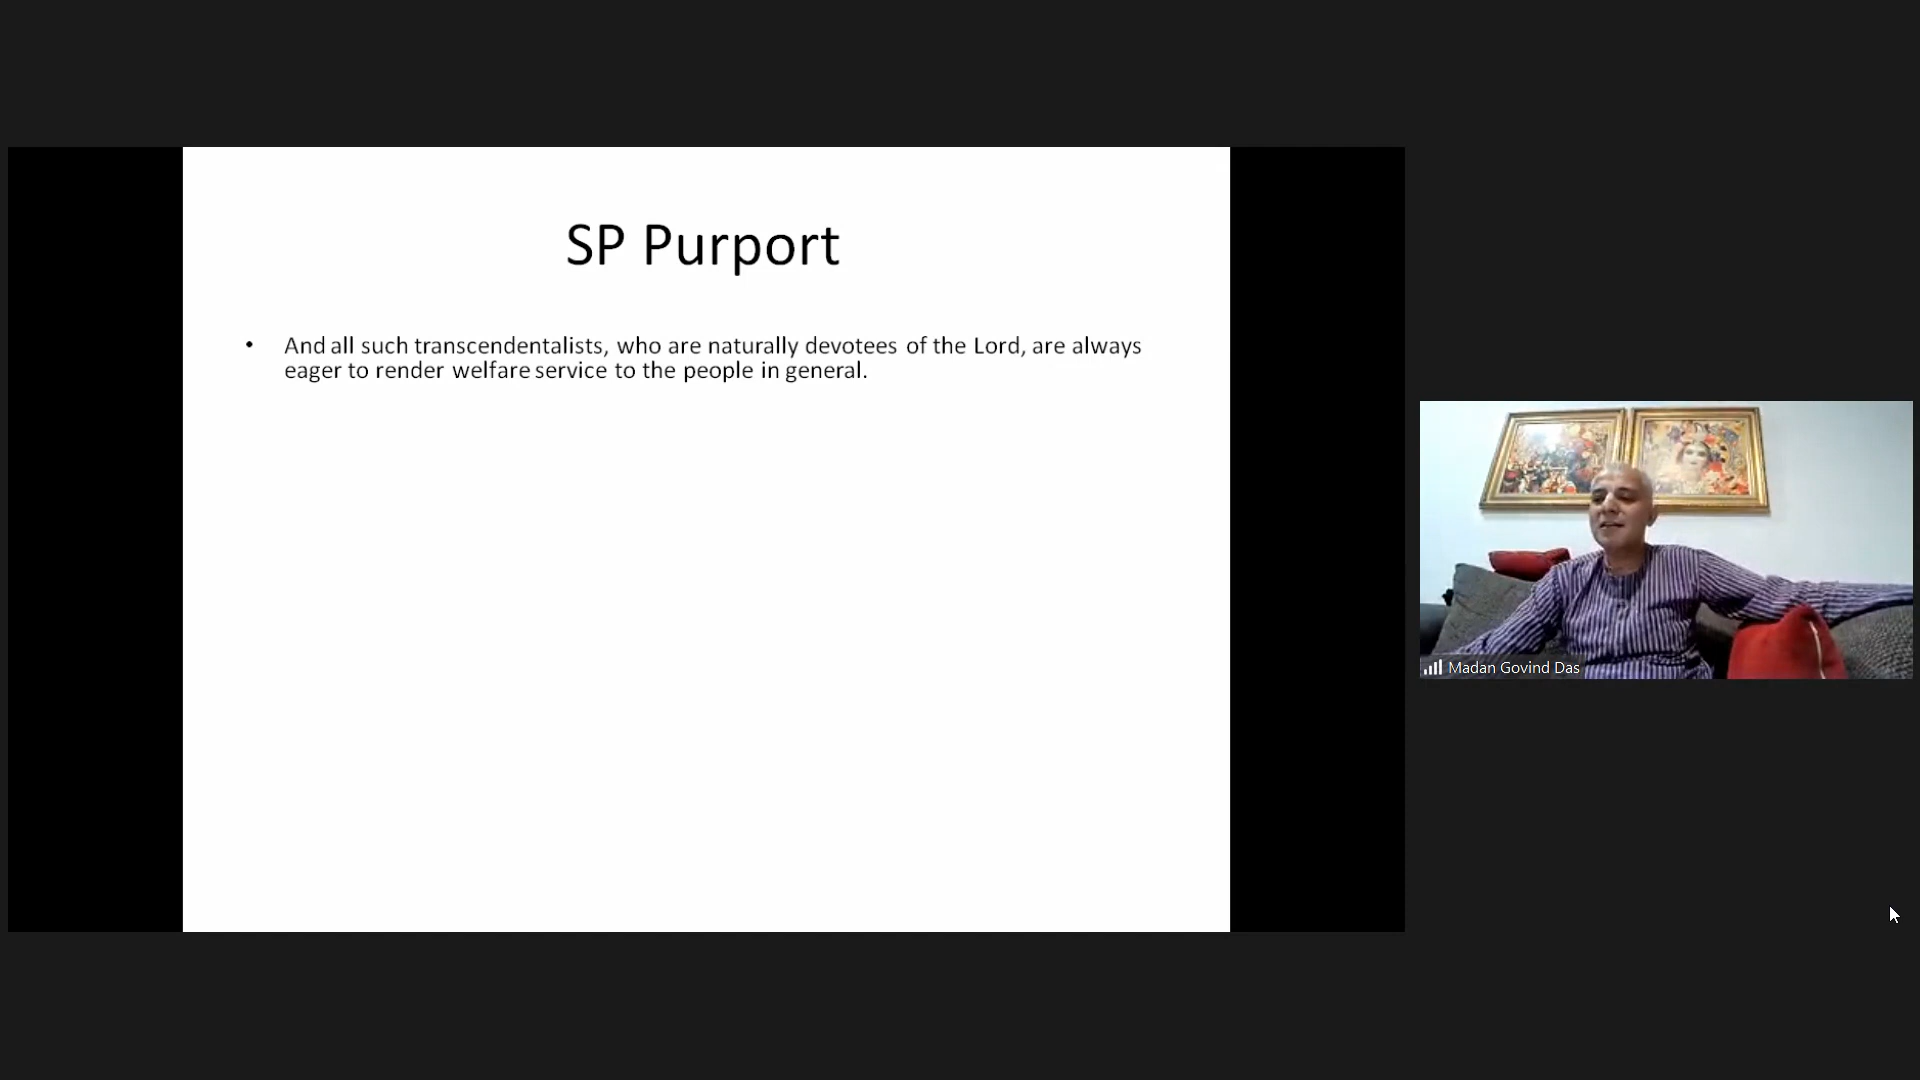 SP Purport
• And all such transcendentalists, who are naturally devotees of the Lord, are always
eager to render welfare service to the people in general.
Madan Govind Das